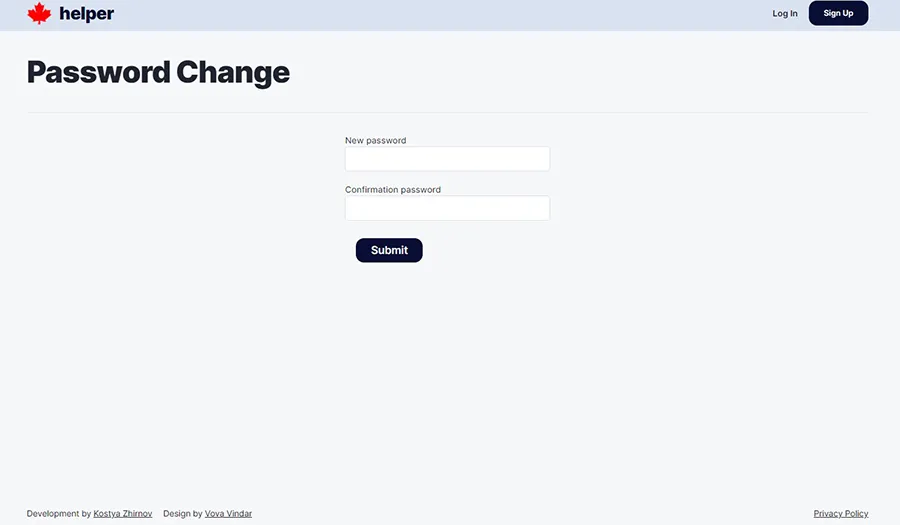 helper
Log In
Sign Up
Password Change
New password
Confirmation password
Submit
Development by Kostya Zhirnov
Design by Vova Vindar
Privacy Policy